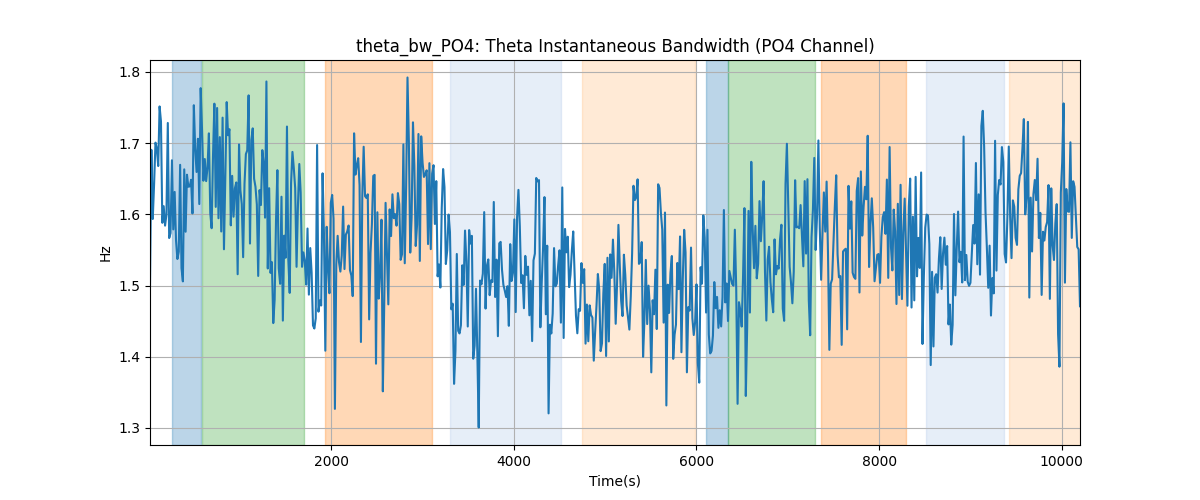 theta_bw_PO4: Theta Instantaneous Bandwidth (PO4 Channel)
1.8
1.7
1.6
1.5
1.4
1.3
Hz
2000 4000 6000 8000 10000
Time(s)